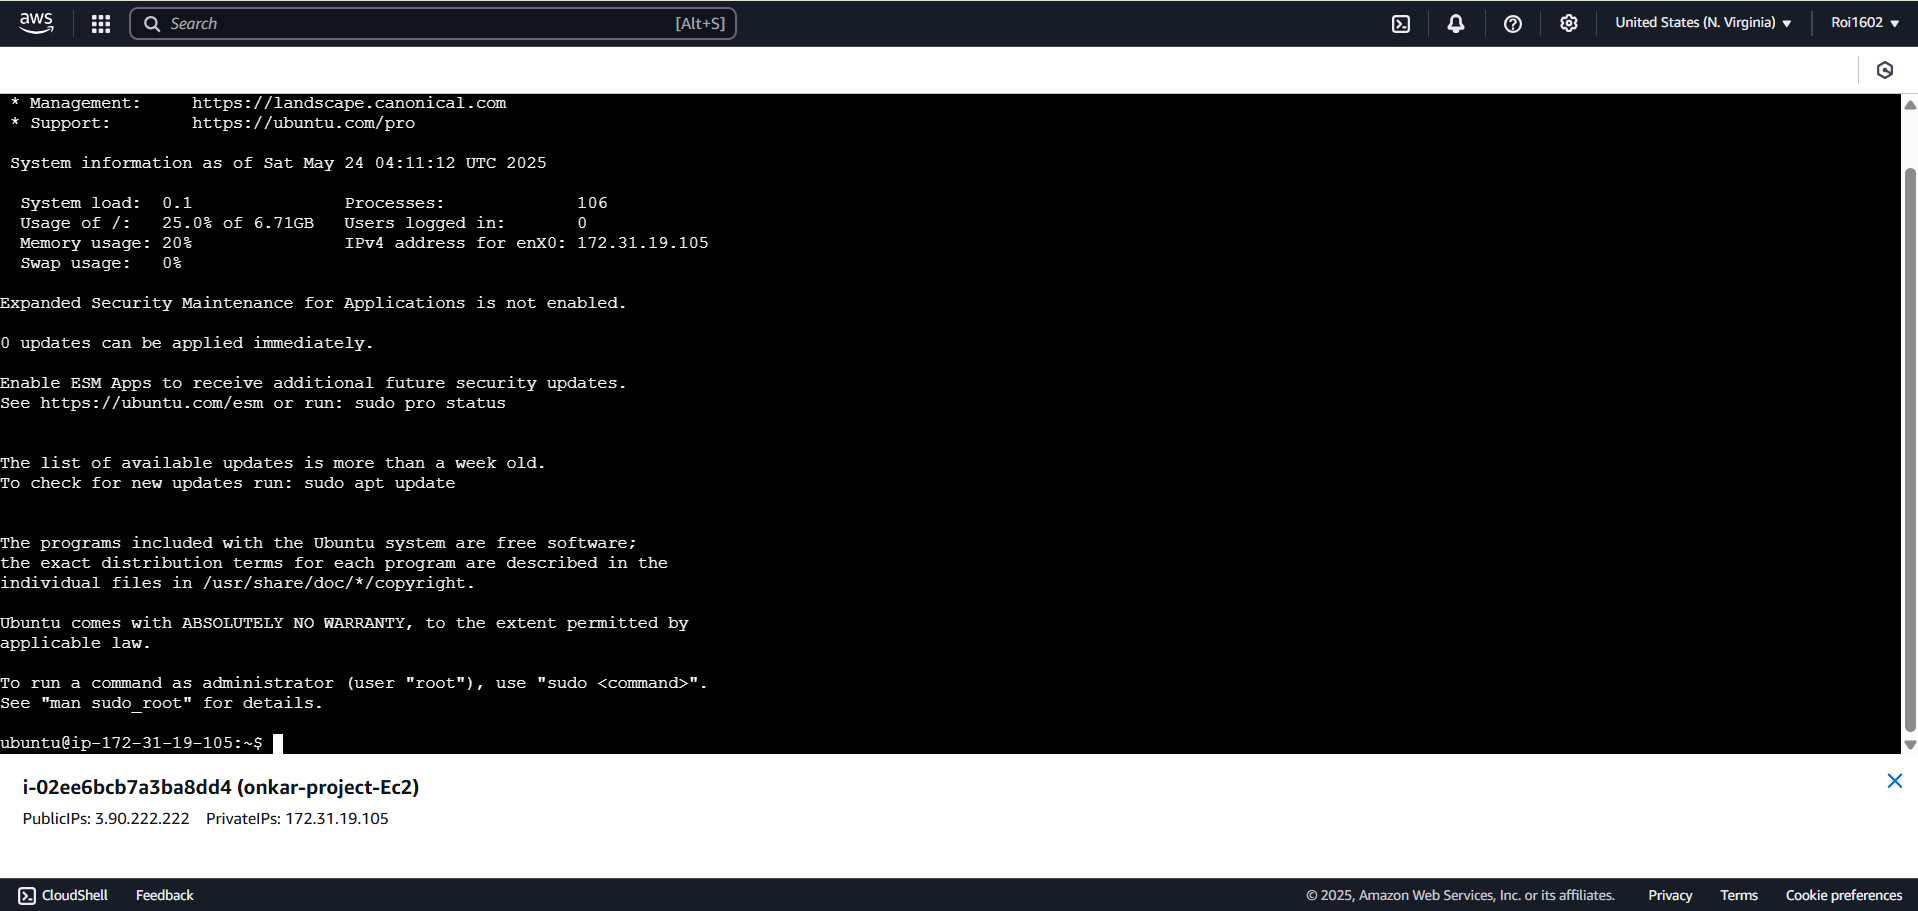 aws
Search [Alt+S]
United States (N. Virginia)
Roi1602
* Management: https://landscape.canonical.com
* Support: https://ubuntu.com/pro
System information as of Sat May 24 04:11:12 UTC 2025
System load: 0.1 Processes: 106
Usage of /: 25.0% of 6.71GB Users logged in: 0
Memory usage: 20% IPv4 address for enX0: 172.31.19.105
Swap usage: 0%
Expanded Security Maintenance for Applications is not enabled.
0 updates can be applied immediately.
Enable ESM Apps to receive additional future security updates.
See https://ubuntu.com/esm or run: sudo pro status
The list of available updates is more than a week old.
To check for new updates run: sudo apt update
The programs included with the Ubuntu system are free software;
the exact distribution terms for each program are described in the
individual files in /usr/share/doc/*/copyright.
Ubuntu comes with ABSOLUTELY NO WARRANTY, to the extent permitted by
applicable law.
To run a command as administrator (user "root"), use "sudo <command>".
See "man sudo_root" for details.
ubuntu@ip-172-31-19-105:~$
i-02ee6bcb7a3ba8dd4 (onkar-project-Ec2)
PublicIPs: 3.90.222.222 PrivateIPs: 172.31.19.105
CloudShell Feedback © 2025, Amazon Web Services, Inc. or its affiliates. Privacy Terms Cookie preferences